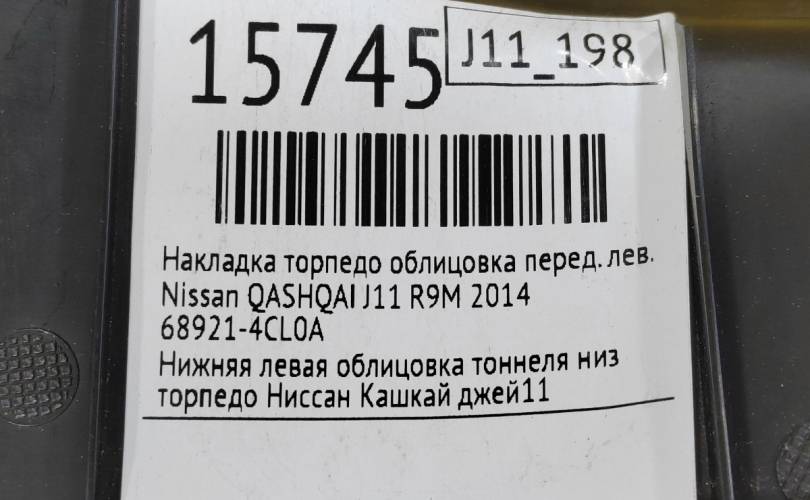 15745
J11_198
Накладка торпедо облицовка перед. лев.
Nissan QASHQAI J11 R9M 2014
68921-4CL0A
Нижняя левая облицовка тоннеля низ
торпедо Ниссан Кашкай джей11